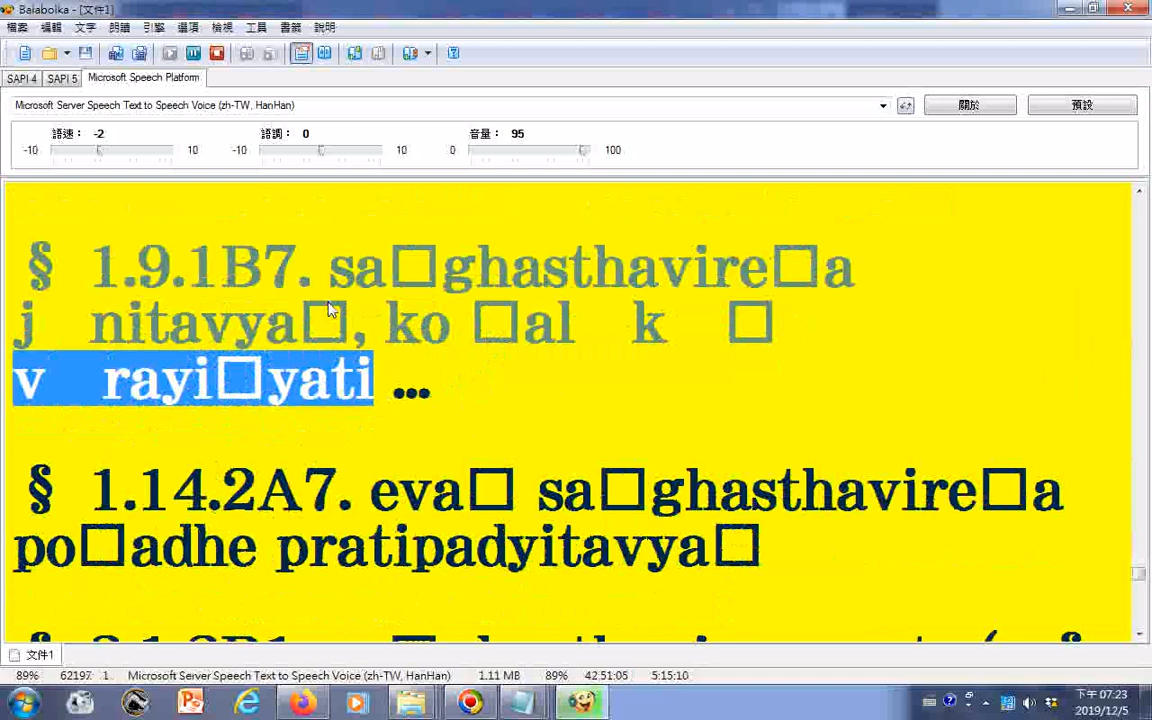 Balabolka - [文件1]
檔案 編輯 文字 朗讀 引擎 選項 檢視 工具 書籤 說明
SAPI 4 SAPI 5 Microsoft Speech Platform
Microsoft Server Speech Text to Speech Voice (zh-TW, HanHan) 關於 預設
語速： -2 語調： 0 音量： 95
-10 10 -10 10 0 100
§ 1.9.1B7. sa□ghasthavire□a
j nitavya□, ko □al k □
v rayi□yati ...
§ 1.14.2A7. eva□ sa□ghasthavire□a
po□adhe pratipadyitavya□
文件1
89% 62197 1 Microsoft Server Speech Text to Speech Voice (zh-TW, HanHan) 1.11 MB 89% 42:51:05 5:15:10
下午 07:23
2019/12/5